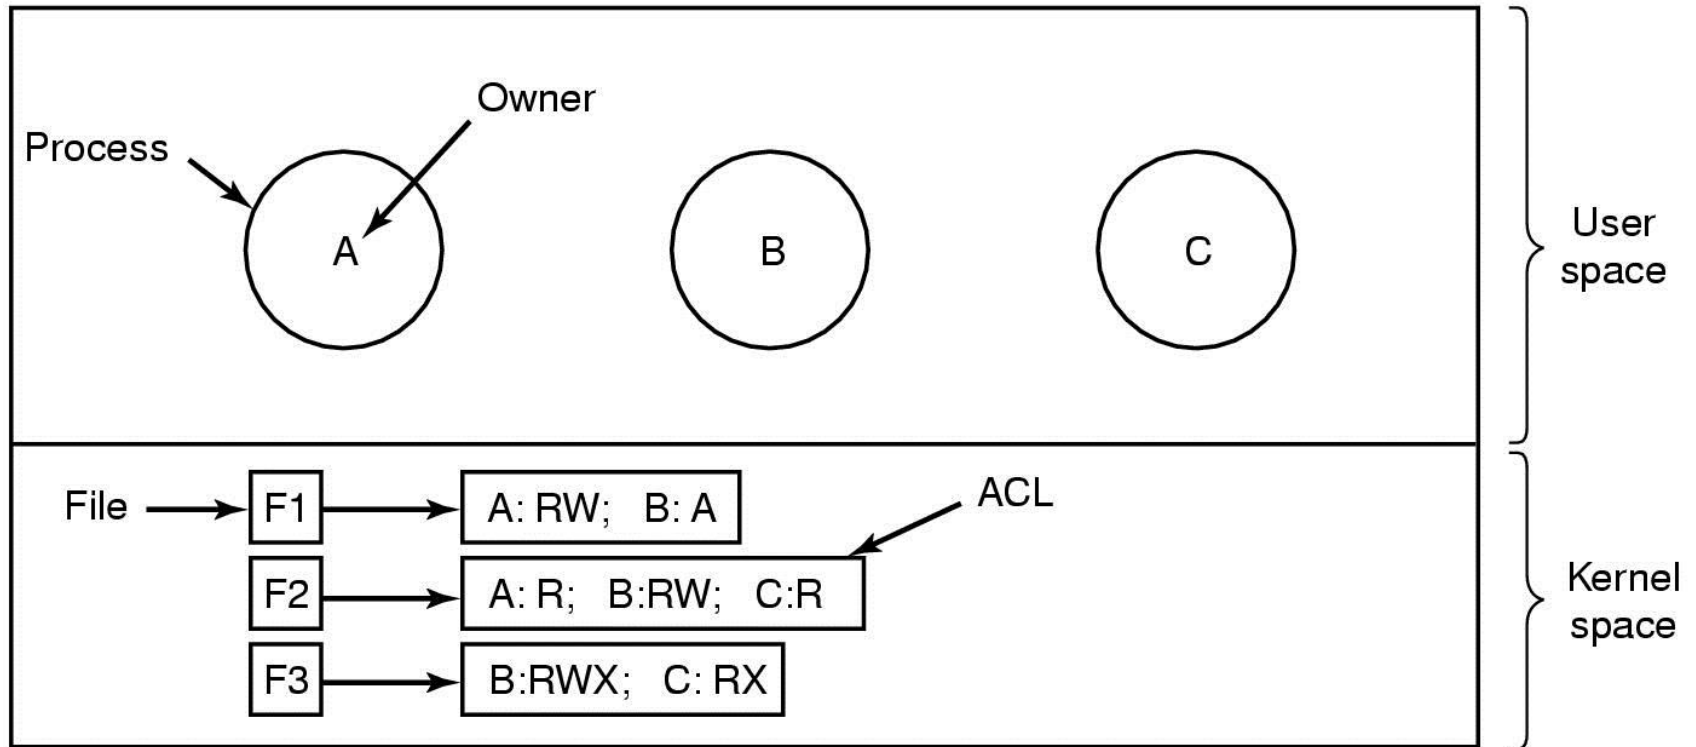 Owner
Process
A
B
C
User
space
File
F1
A: RW; B: A
ACL
F2
A: R; B:RW; C:R
F3
B:RWX; C: RX
Kernel
space